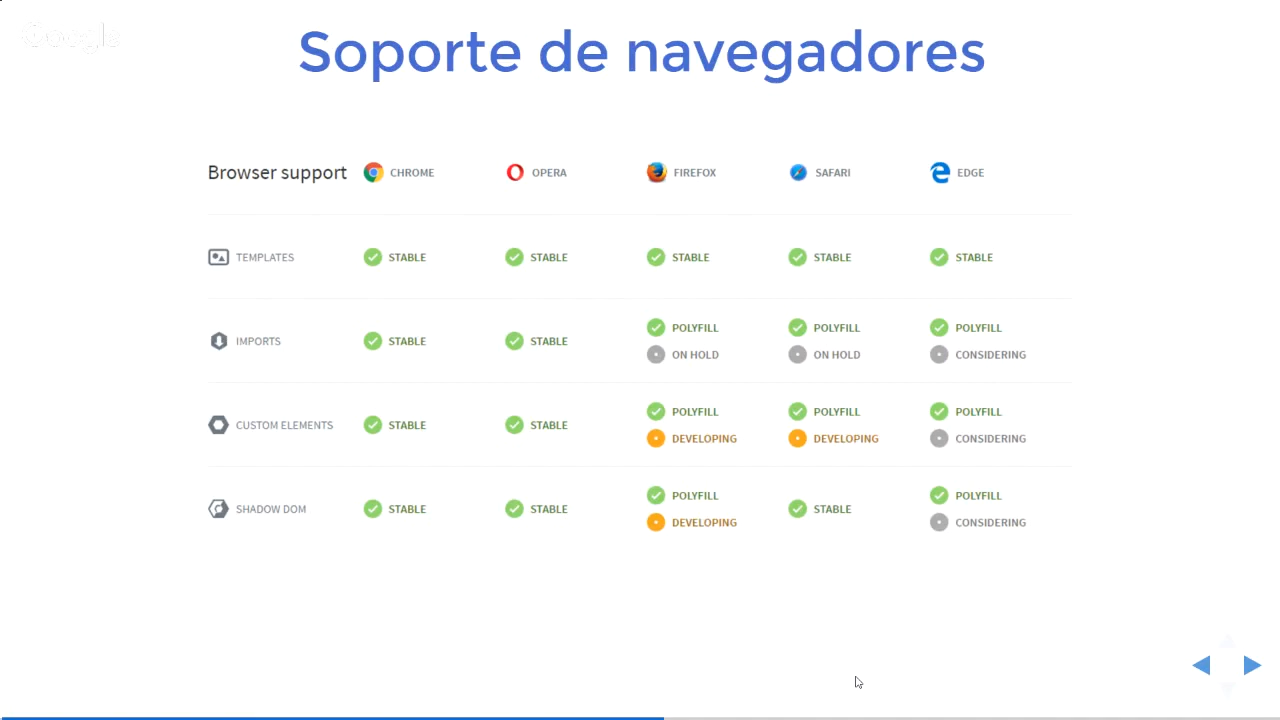 Google
Soporte de navegadores
Browser support CHROME OPERA FIREFOX SAFARI EDGE
TEMPLATES STABLE STABLE STABLE STABLE STABLE
IMPORTS STABLE STABLE POLYFILL POLYFILL POLYFILL
ON HOLD ON HOLD CONSIDERING
CUSTOM ELEMENTS STABLE STABLE POLYFILL POLYFILL POLYFILL
DEVELOPING DEVELOPING CONSIDERING
SHADOW DOM STABLE STABLE POLYFILL STABLE POLYFILL
DEVELOPING CONSIDERING